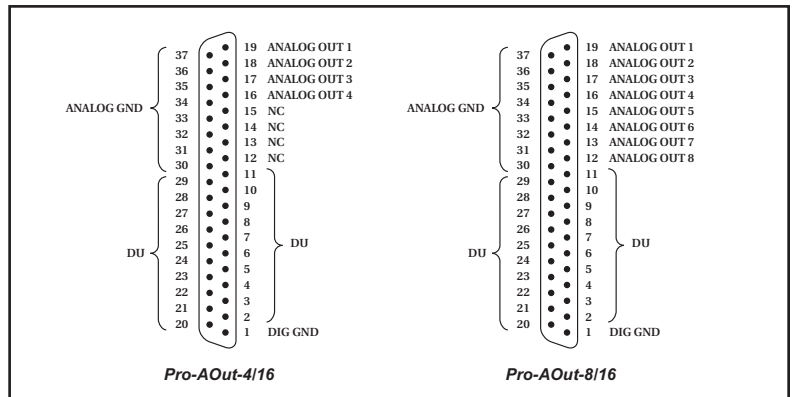 37
36
35
34
33
32
31
30
29
28
27
26
25
24
23
22
21
20
ANALOG GND
DU
19 ANALOG OUT 1
18 ANALOG OUT 2
17 ANALOG OUT 3
16 ANALOG OUT 4
15 NC
14 NC
13 NC
12 NC
11
10
9
8
7
6
5
4
3
2
DU
1 DIG GND
Pro-AOut-4/16
37
36
35
34
33
32
31
30
29
28
27
26
25
24
23
22
21
20
ANALOG GND
DU
19 ANALOG OUT 1
18 ANALOG OUT 2
17 ANALOG OUT 3
16 ANALOG OUT 4
15 ANALOG OUT 5
14 ANALOG OUT 6
13 ANALOG OUT 7
12 ANALOG OUT 8
11
10
9
8
7
6
5
4
3
2
DU
1 DIG GND
Pro-AOut-8/16